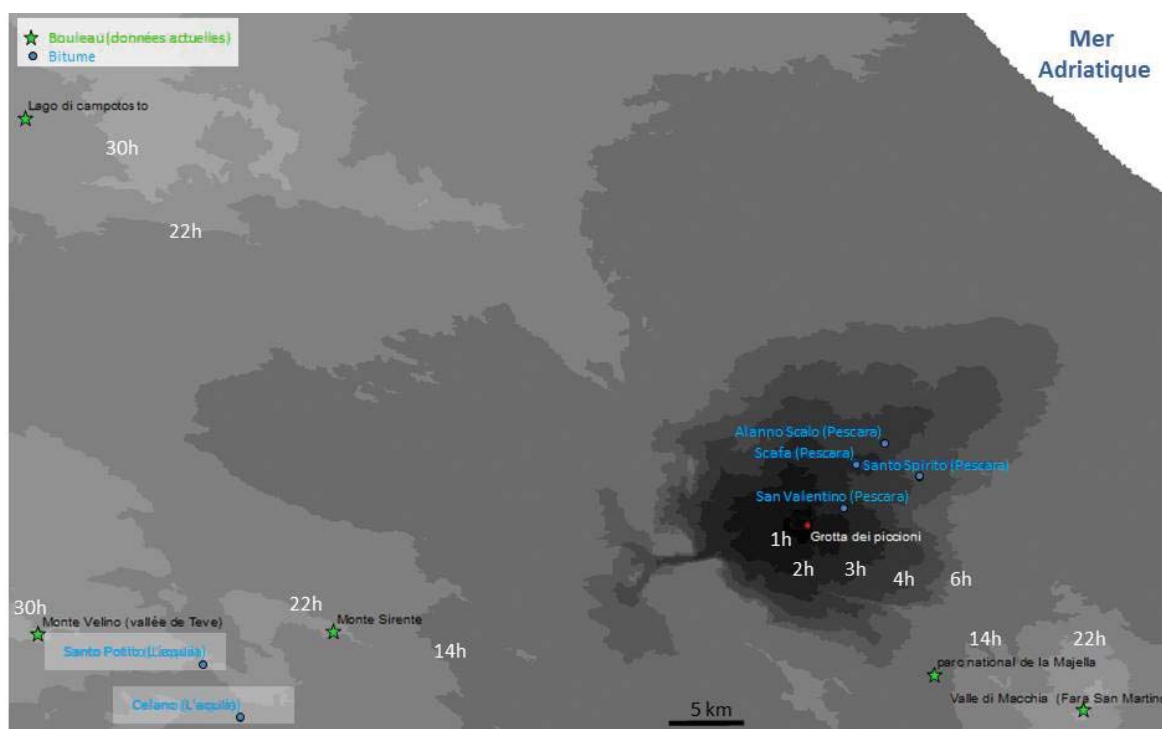 Bouleau (données actuelles)
Bitume
Mer
Adriatique
Lago di campotosto
30h
22h
Alanno Scalo (Pescara)
Scafa (Pescara)
Santo Spirito (Pescara)
San Valentino (Pescara)
1h
Grotta dei piccioni
2h
3h
4h
6h
30h
22h
Monte Velino (vallée de Teve)
Monte Sirente
Santo Potito (L'aquila)
14h
14h
22h
parc national de la Majella
Celano (L'aquila)
Valle di Macchia (Fara San Martino
5 km